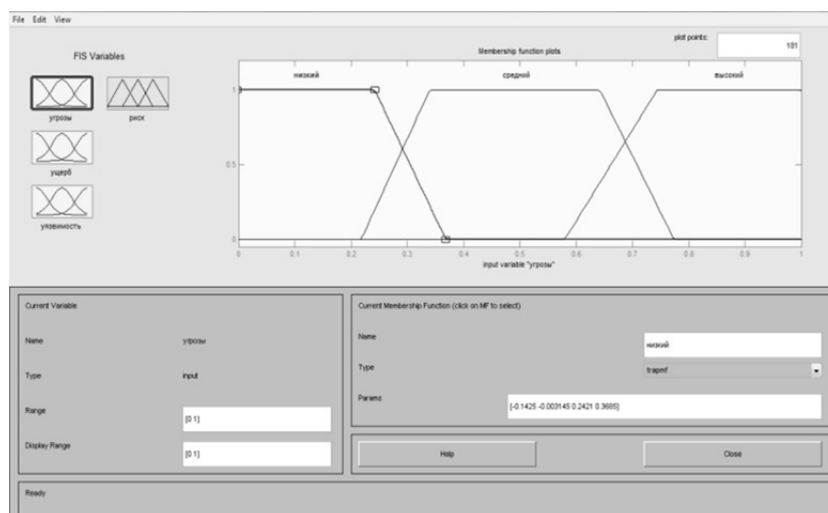 File Edit View
FIS Variables
угрозы
риск
ущерб
уязвимость
Membership function plots
plot points:
181
низкий
средний
высокий
1
0.5
0
0 0.1 0.2 0.3 0.4 0.5 0.6 0.7 0.8 0.9 1
input variable "угрозы"
Current Variable
Name угрозы
Type input
Range [0 1]
Display Range [0 1]
Current Membership Function (click on MF to select)
Name низкий
Type trapmf
Params [-0.1425 -0.003145 0.2421 0.3685]
Help Close
Ready